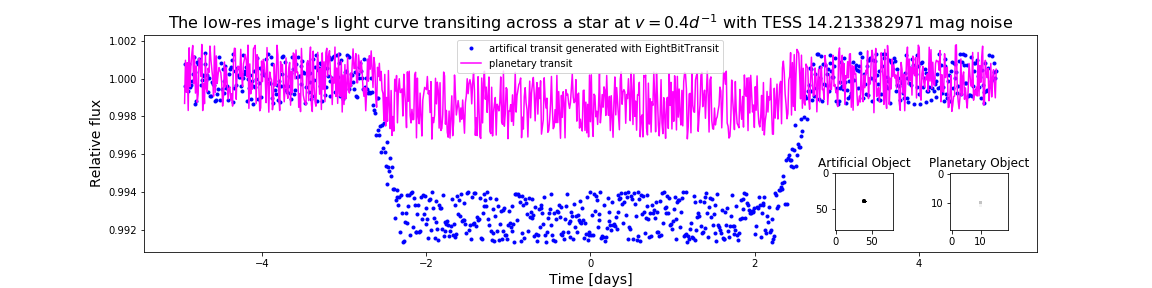 The low-res image's light curve transiting across a star at v = 0.4d⁻¹ with TESS 14.213382971 mag noise
artifical transit generated with EightBitTransit
planetary transit
Relative flux
1.002
1.000
0.998
0.996
0.994
0.992
Artificial Object
Planetary Object
0
50
0
50
0
10
0
10
−4
−2
0
2
4
Time [days]